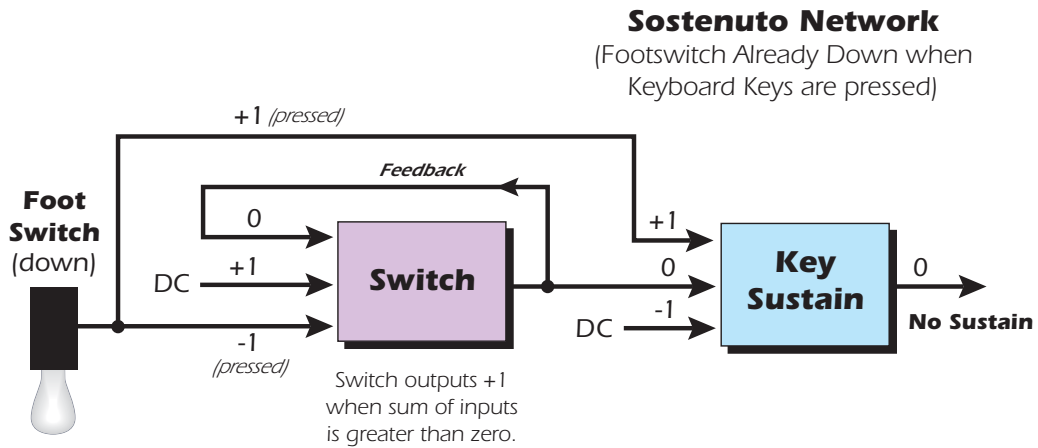 Sostenuto Network
(Footswitch Already Down when
Keyboard Keys are pressed)
+1 (pressed)
Feedback
Foot
Switch
(down)
0
DC
+1
-1
(pressed)
Switch
Switch outputs +1
when sum of inputs
is greater than zero.
+1
0
DC
-1
Key
Sustain
0
No Sustain